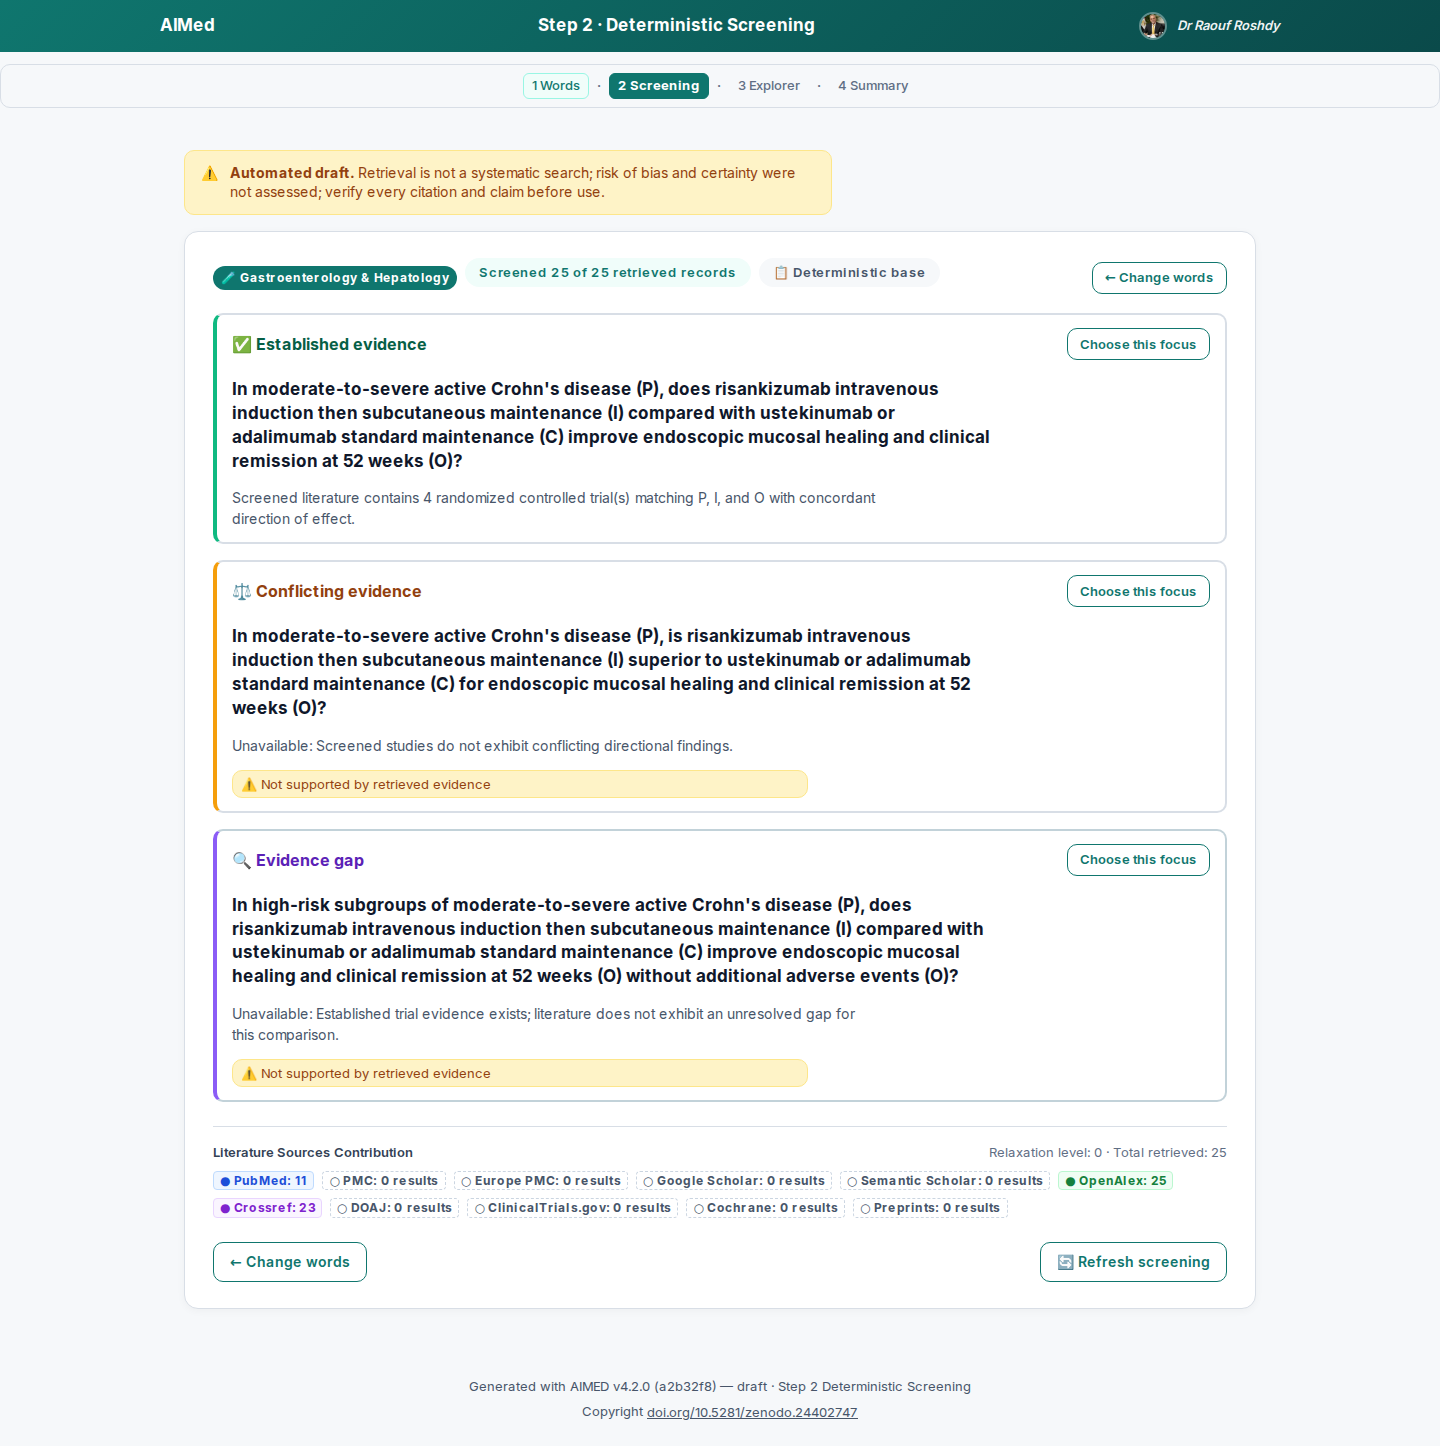 AIMed
Step 2 · Deterministic Screening
Dr Raouf Roshdy
1 Words · 2 Screening · 3 Explorer · 4 Summary
⚠️ Automated draft. Retrieval is not a systematic search; risk of bias and certainty were
not assessed; verify every citation and claim before use.
🧪 Gastroenterology & Hepatology
Screened 25 of 25 retrieved records
📋 Deterministic base
← Change words
✅ Established evidence
Choose this focus
In moderate-to-severe active Crohn's disease (P), does risankizumab intravenous
induction then subcutaneous maintenance (I) compared with ustekinumab or
adalimumab standard maintenance (C) improve endoscopic mucosal healing and clinical
remission at 52 weeks (O)?
Screened literature contains 4 randomized controlled trial(s) matching P, I, and O with concordant
direction of effect.
⚖️ Conflicting evidence
Choose this focus
In moderate-to-severe active Crohn's disease (P), is risankizumab intravenous
induction then subcutaneous maintenance (I) superior to ustekinumab or adalimumab
standard maintenance (C) for endoscopic mucosal healing and clinical remission at 52
weeks (O)?
Unavailable: Screened studies do not exhibit conflicting directional findings.
⚠️ Not supported by retrieved evidence
🔍 Evidence gap
Choose this focus
In high-risk subgroups of moderate-to-severe active Crohn's disease (P), does
risankizumab intravenous induction then subcutaneous maintenance (I) compared with
ustekinumab or adalimumab standard maintenance (C) improve endoscopic mucosal
healing and clinical remission at 52 weeks (O) without additional adverse events (O)?
Unavailable: Established trial evidence exists; literature does not exhibit an unresolved gap for
this comparison.
⚠️ Not supported by retrieved evidence
Literature Sources Contribution
Relaxation level: 0 · Total retrieved: 25
● PubMed: 11 ○ PMC: 0 results ○ Europe PMC: 0 results ○ Google Scholar: 0 results ○ Semantic Scholar: 0 results ● OpenAlex: 25
● Crossref: 23 ○ DOAJ: 0 results ○ ClinicalTrials.gov: 0 results ○ Cochrane: 0 results ○ Preprints: 0 results
← Change words
🔄 Refresh screening
Generated with AIMED v4.2.0 (a2b32f8) — draft · Step 2 Deterministic Screening
Copyright doi.org/10.5281/zenodo.24402747